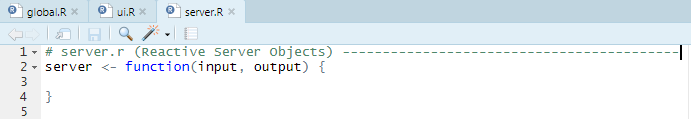 global.R ui.R server.R
1 # server.r (Reactive Server Objects) -------------------------------------------
2 server <- function(input, output) {
3
4 }
5